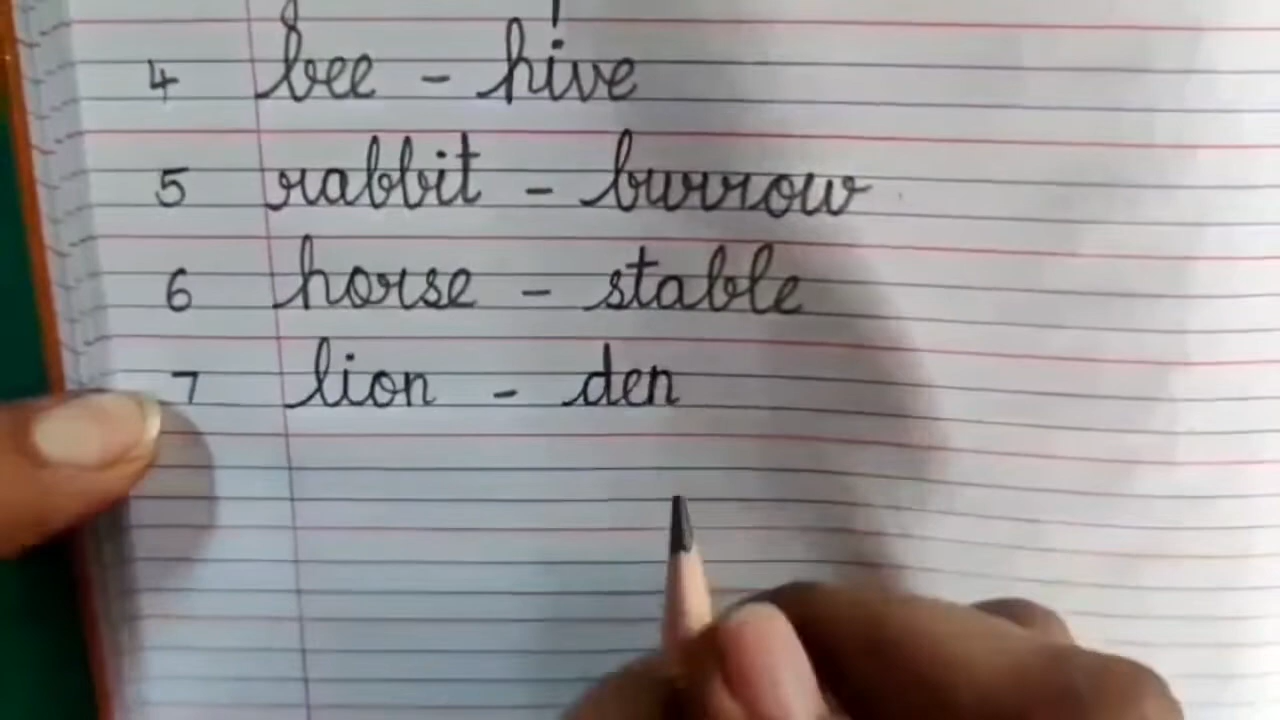 4 bee - hive
5 rabbit - burrow
6 horse - stable
7 lion - den